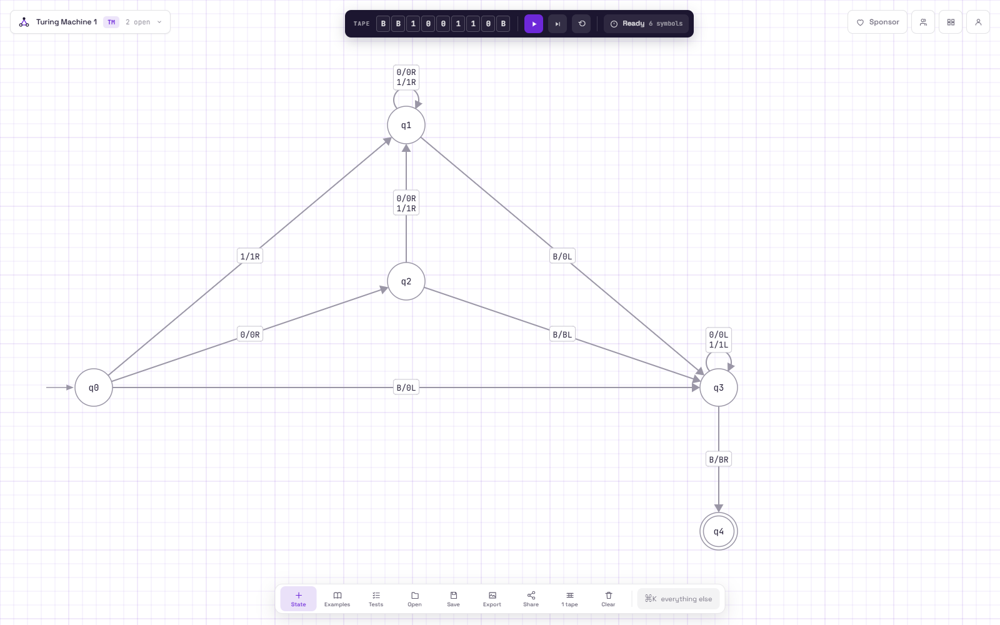 Turing Machine 1 TM 2 open
TAPE B B 1 0 0 1 1 0 B Ready 6 symbols
Sponsor
0/0R
1/1R
q1
0/0R
1/1R
1/1R
B/0L
q2
0/0R
B/BL
0/0L
1/1L
q0
B/0L
q3
B/BR
q4
State Examples Tests Open Save Export Share 1 tape Clear ⌘K everything else